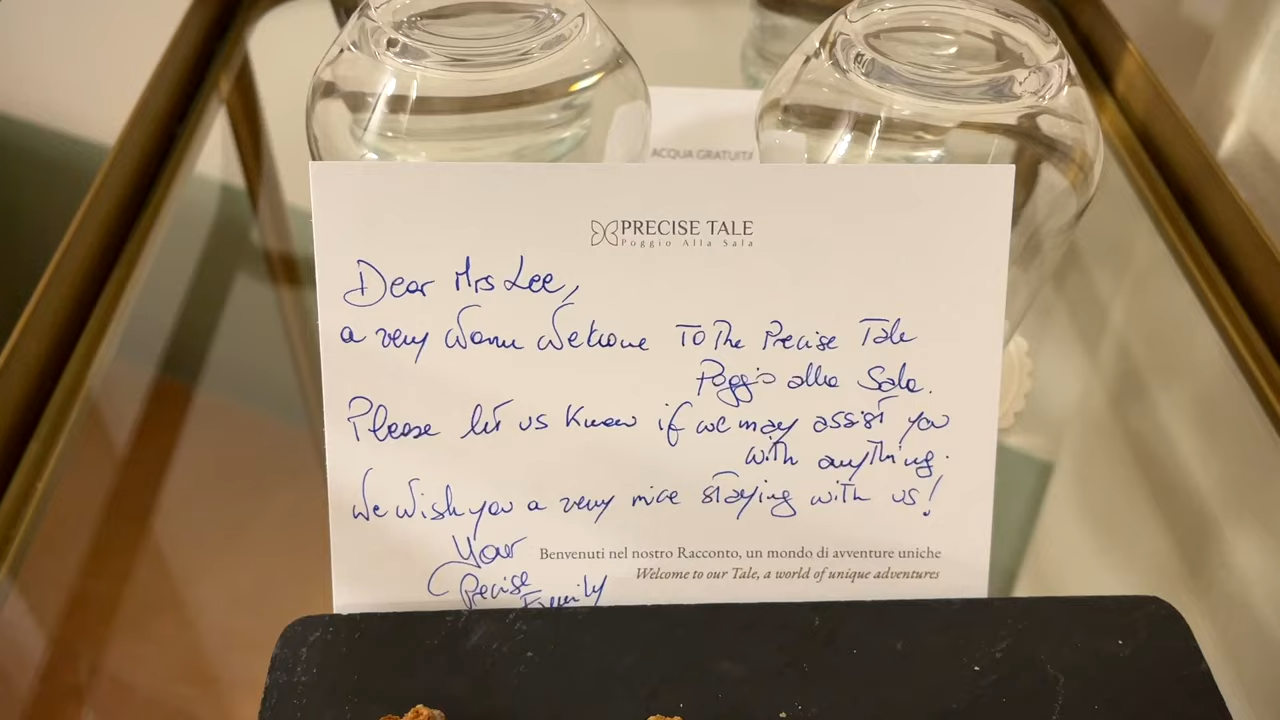 ACQUA GRATUITA
PRECISE TALE
Poggio Alla Sala
Dear Mrs Lee,
a very warm welcome to the Precise Tale
Poggio alla Sala.
Please let us know if we may assist you
with anything.
We wish you a very nice staying with us!
Your
Precise
Family
Benvenuti nel nostro Racconto, un mondo di avventure uniche
Welcome to our Tale, a world of unique adventures